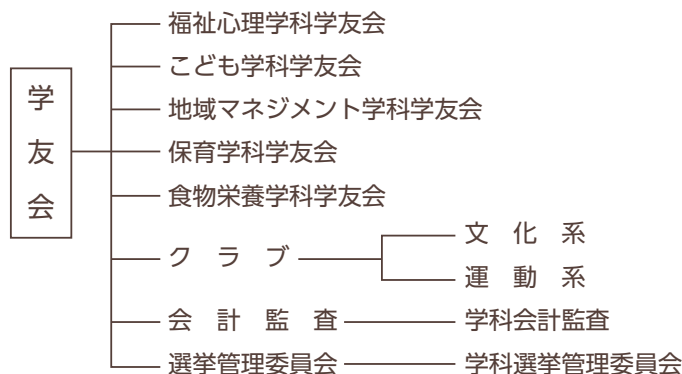 学友会
福祉心理学科学友会
こども学科学友会
地域マネジメント学科学友会
保育学科学友会
食物栄養学科学友会
クラブ
文化系
運動系
会計監査
学科会計監査
選挙管理委員会
学科選挙管理委員会